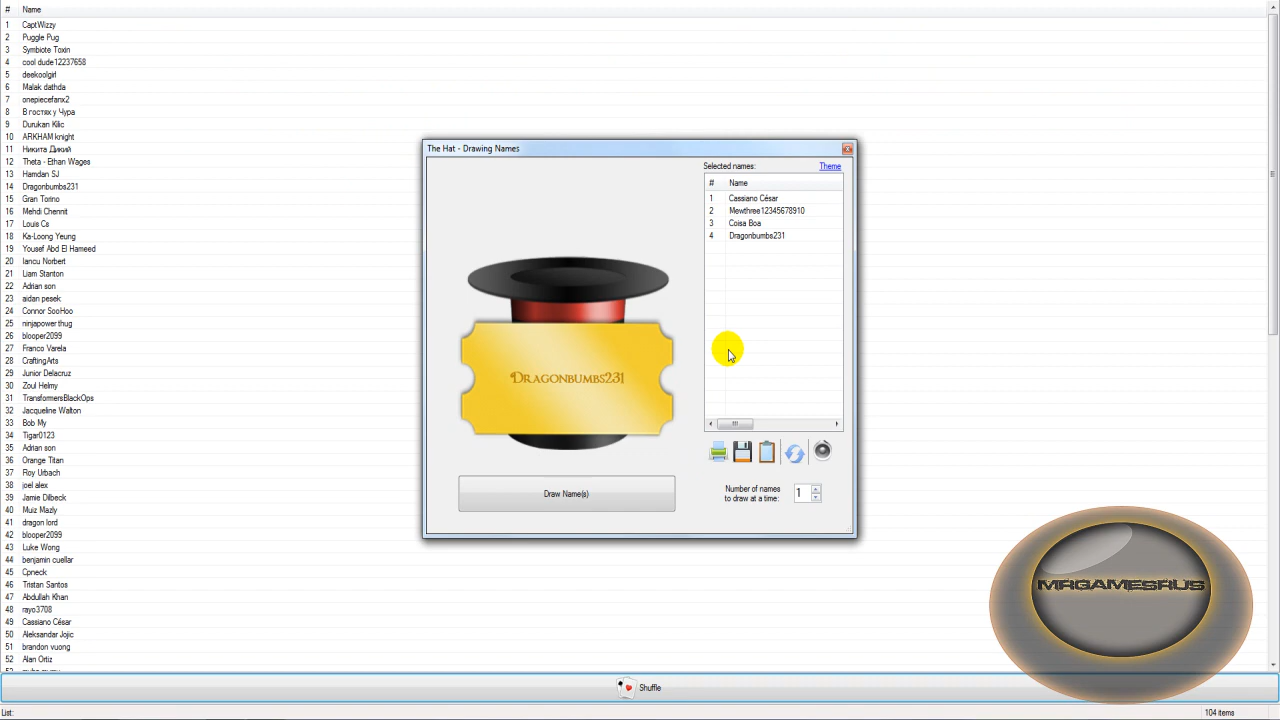 # Name
1 CaptWizzy
2 Puggle Pug
3 Symbiote Toxin
4 cool dude12237658
5 deekoolgirl
6 Malak dathda
7 onepiecefanx2
8 В гостях у Чура
9 Durukan Kilic
10 ARKHAM knight
11 Никита Дикий
12 Theta - Ethan Wages
13 Hamdan SJ
14 Dragonbumbs231
15 Gran Torino
16 Mehdi Chennit
17 Louis Cs
18 Ka-Loong Yeung
19 Yousef Abd El Hameed
20 Iancu Norbert
21 Liam Stanton
22 Adrian son
23 aidan pesek
24 Connor SooHoo
25 ninjapower thug
26 blooper2099
27 Franco Varela
28 CraftingArts
29 Junior Delacruz
30 Zoul Helmy
31 TransformersBlackOps
32 Jacqueline Walton
33 Bob My
34 Tigar0123
35 Adrian son
36 Orange Titan
37 Roy Urbach
38 joel alex
39 Jamie Dilbeck
40 Muiz Mazly
41 dragon lord
42 blooper2099
43 Luke Wong
44 benjamin cuellar
45 Cpneck
46 Tristan Santos
47 Abdullah Khan
48 rayo3708
49 Cassiano César
50 Aleksandar Jojic
51 brandon vuong
52 Alan Ortiz
The Hat - Drawing Names
Selected names: Theme
# Name
1 Cassiano César
2 Mewthree12345678910
3 Coisa Boa
4 Dragonbumbs231
Dragonbumbs231
Draw Name(s)
Number of names
to draw at a time: 1
MRGAMESRUS
Shuffle
List: 104 items